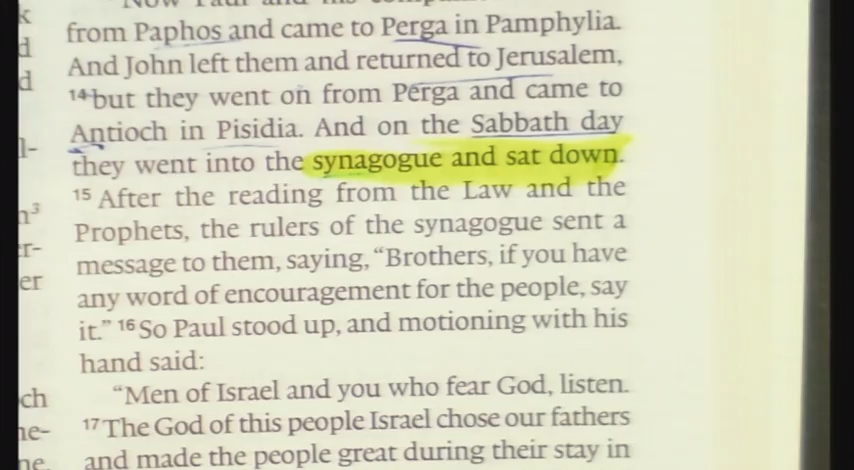 from Paphos and came to Perga in Pamphylia.
And John left them and returned to Jerusalem,
¹⁴but they went on from Perga and came to
Antioch in Pisidia. And on the Sabbath day
they went into the synagogue and sat down.
¹⁵ After the reading from the Law and the
Prophets, the rulers of the synagogue sent a
message to them, saying, “Brothers, if you have
any word of encouragement for the people, say
it.” ¹⁶ So Paul stood up, and motioning with his
hand said:
“Men of Israel and you who fear God, listen.
¹⁷ The God of this people Israel chose our fathers
and made the people great during their stay in